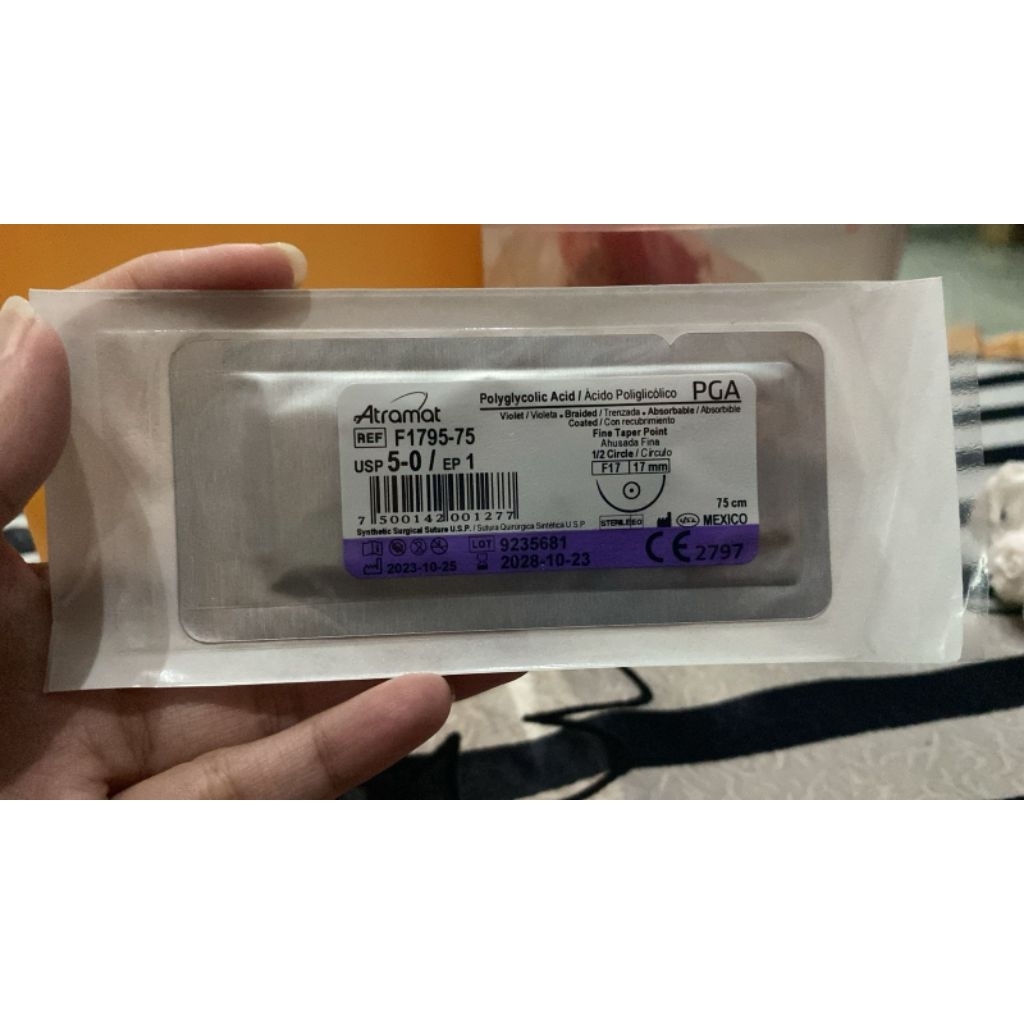 Atramat
REF F1795-75
USP 5-0 / EP 1
7 500142 001277
Synthetic Surgical Suture U.S.P. / Sutura Quirúrgica Sintética U.S.P
Polyglycolic Acid / Ácido Poliglicólico PGA
Violet / Violeta . Braided / Trenzada . Absorbable / Absorbible
Coated / Con recubrimiento
Fine Taper Point
Ahusada Fina
1/2 Circle / Círculo
F17 17 mm
75 cm
STERILE EO MEXICO
LOT 9235681
2023-10-25 2028-10-23
CE 2797